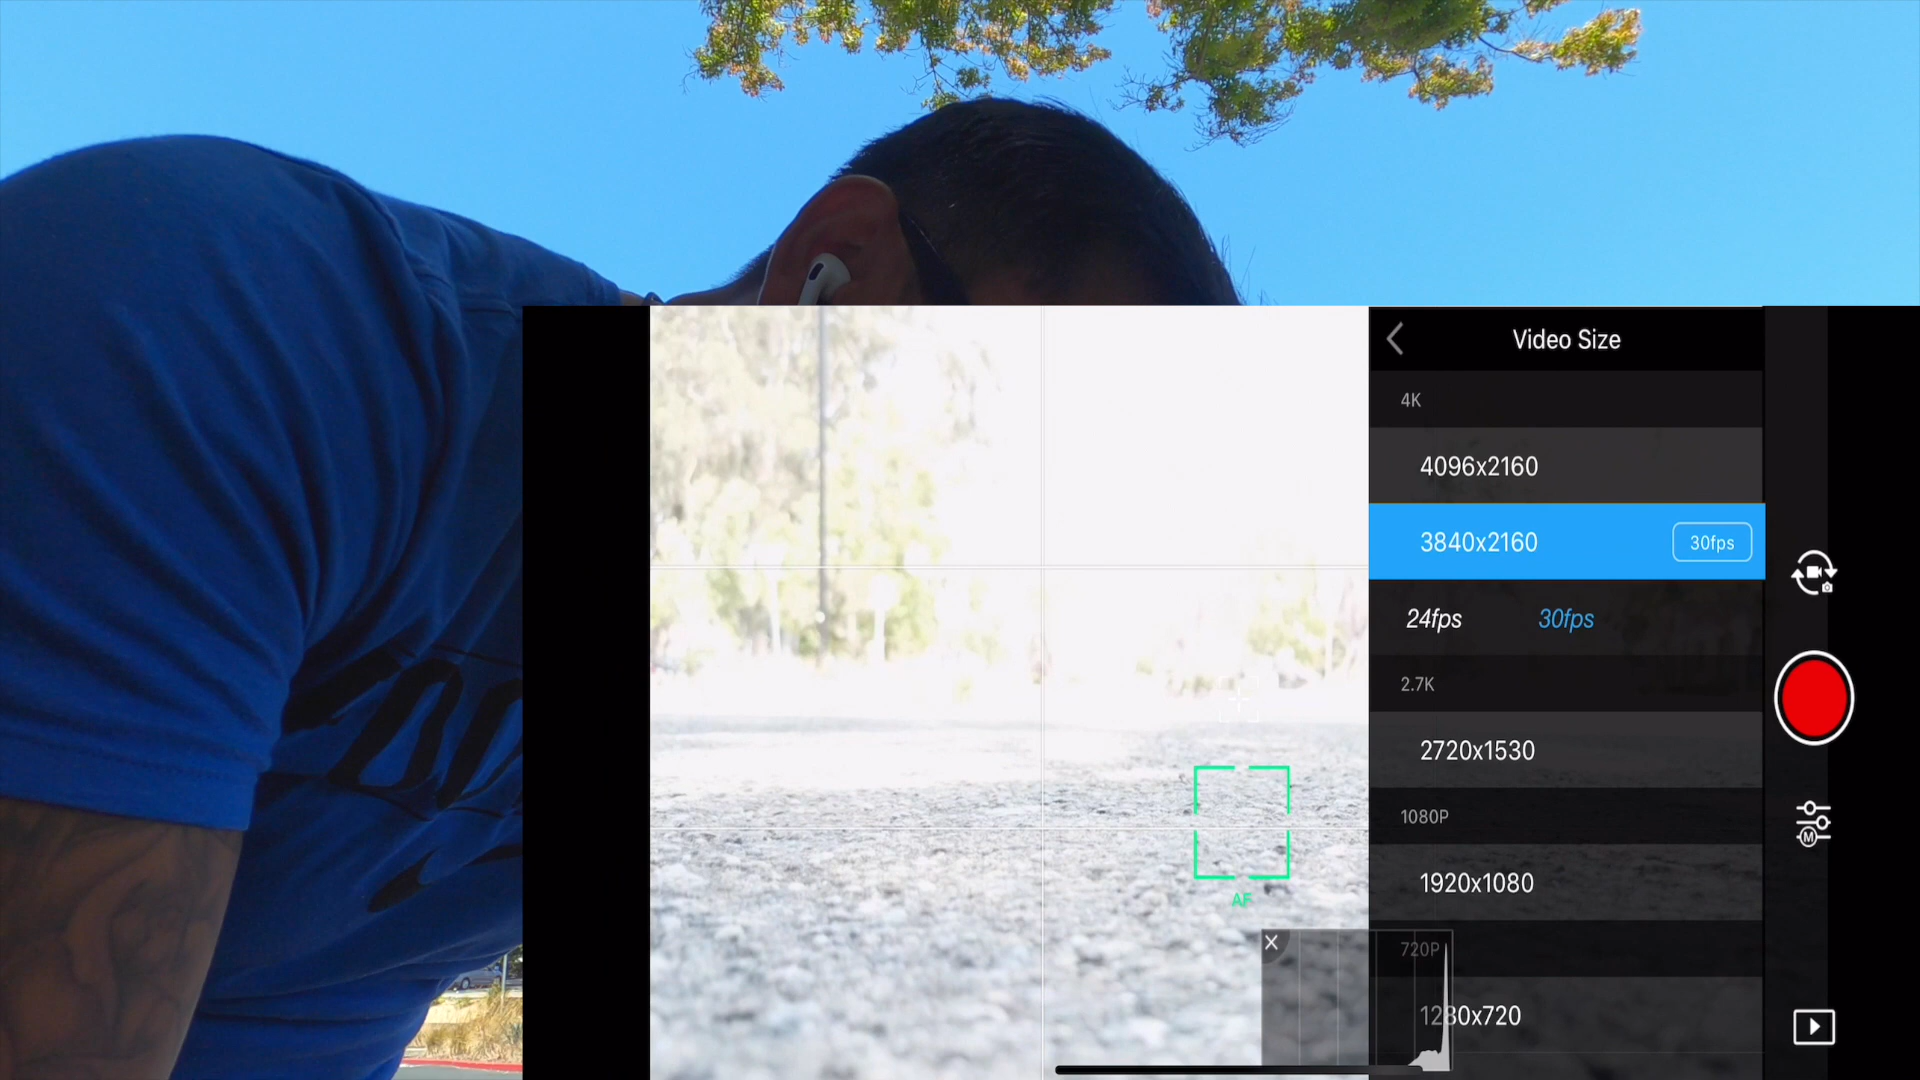 Video Size
4K
4096x2160
3840x2160 30fps
24fps 30fps
2.7K
2720x1530
1080P
1920x1080
AF
720P
1280x720
M